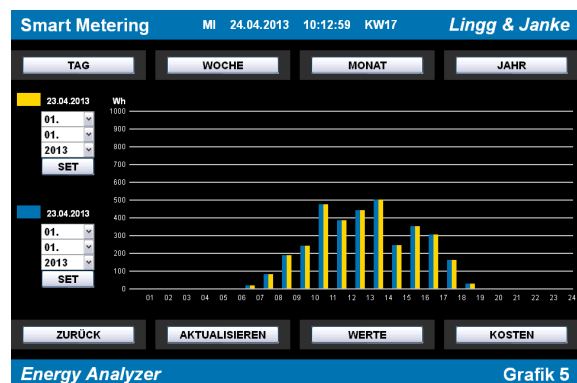 Smart Metering MI 24.04.2013 10:12:59 KW17 Lingg & Janke
TAG WOCHE MONAT JAHR
23.04.2013 Wh
1000
01.
900
01.
800
2013
700
SET
600
500
23.04.2013
400
01.
300
01.
200
2013
100
SET
0
01 02 03 04 05 06 07 08 09 10 11 12 13 14 15 16 17 18 19 20 21 22 23 24
ZURÜCK AKTUALISIEREN WERTE KOSTEN
Energy Analyzer Grafik 5